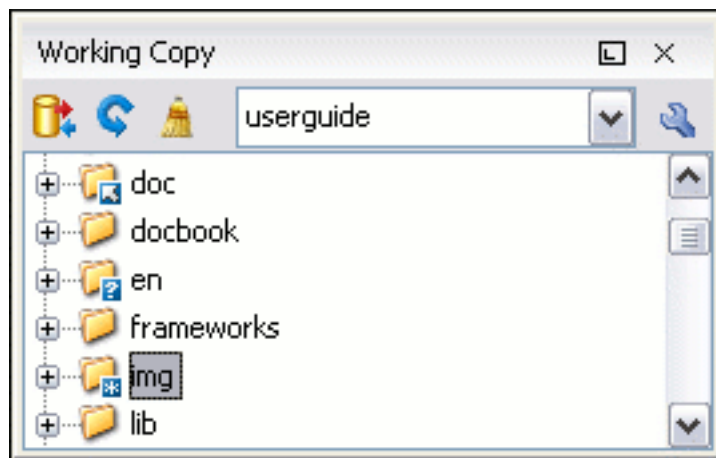 Working Copy
userguide
doc
docbook
en
frameworks
img
lib